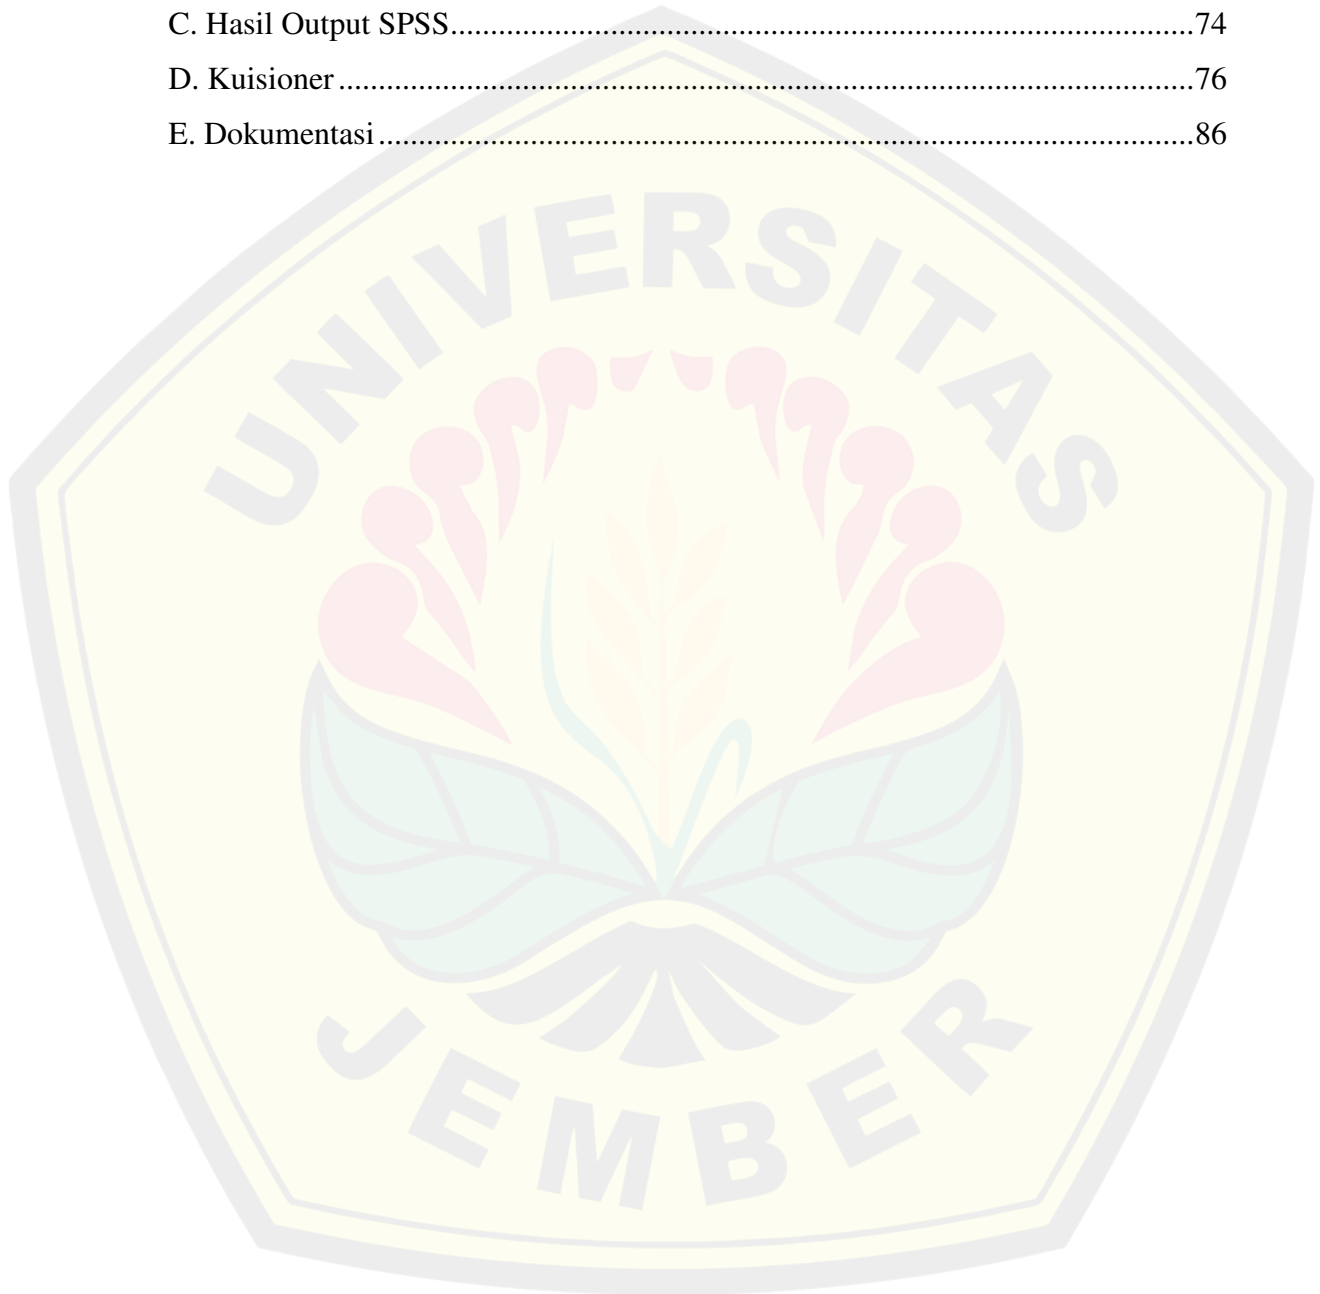 C. Hasil Output SPSS............................................................................................74
D. Kuisioner..........................................................................................................76
E. Dokumentasi.....................................................................................................86
UNIVERSITAS
JEMBER